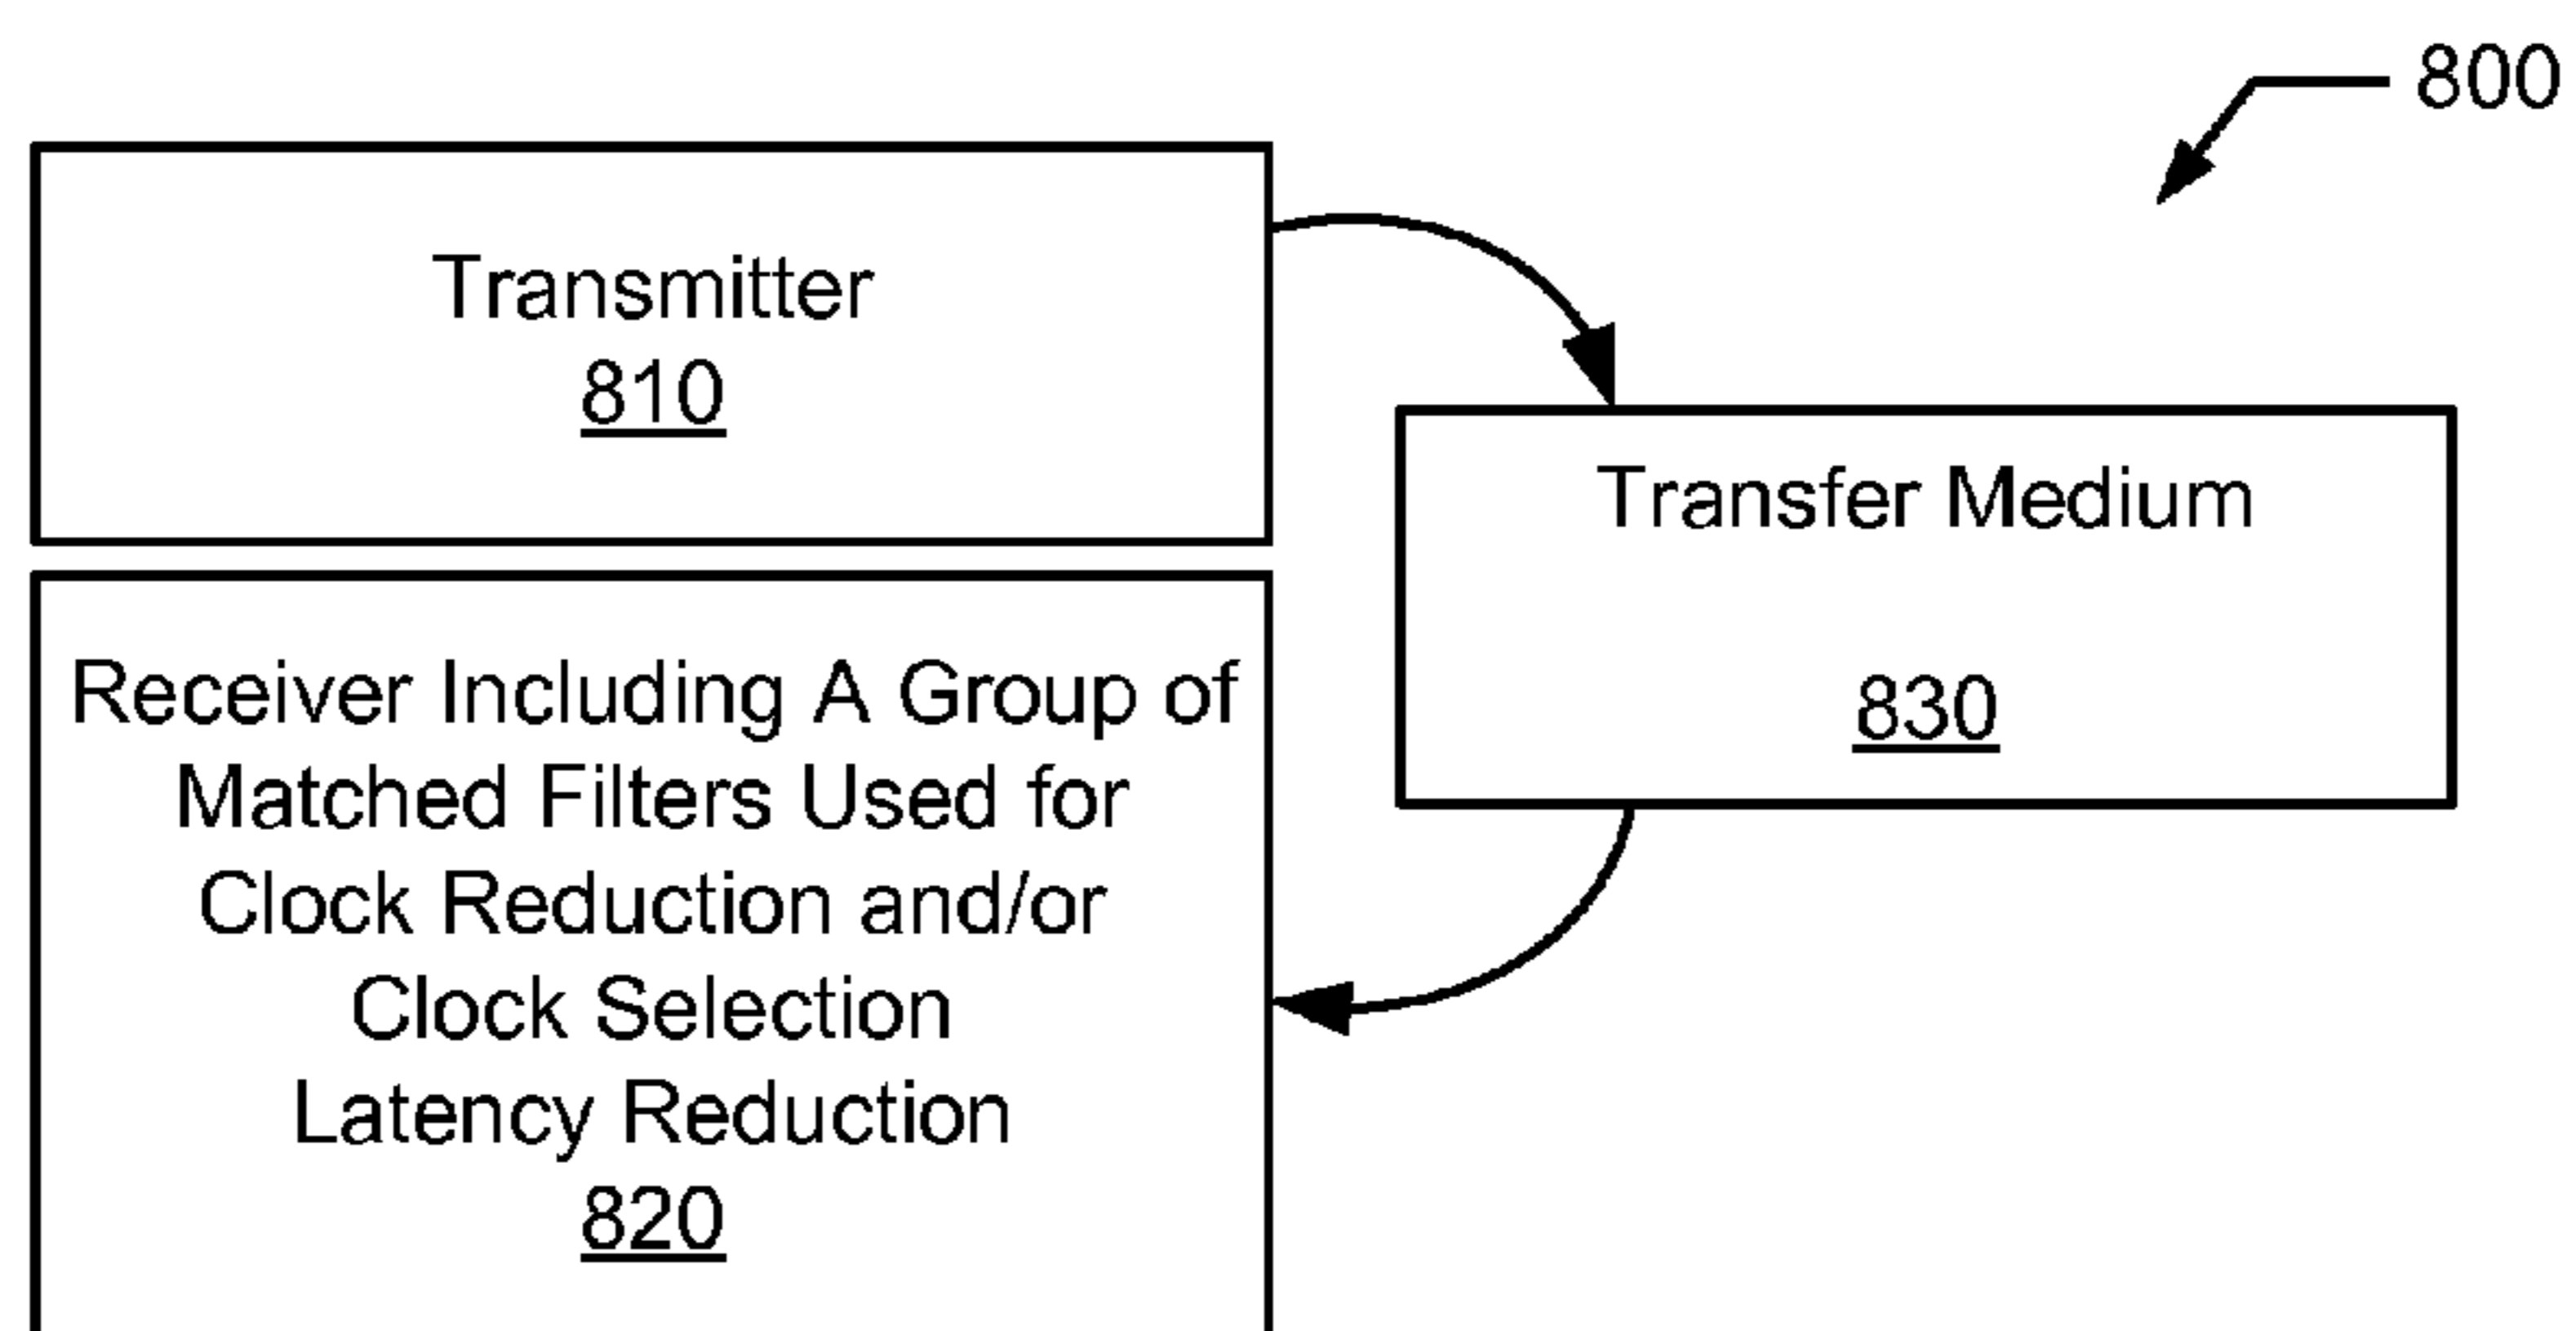 800
Transmitter
810
Transfer Medium
830
Receiver Including A Group of
Matched Filters Used for
Clock Reduction and/or
Clock Selection
Latency Reduction
820